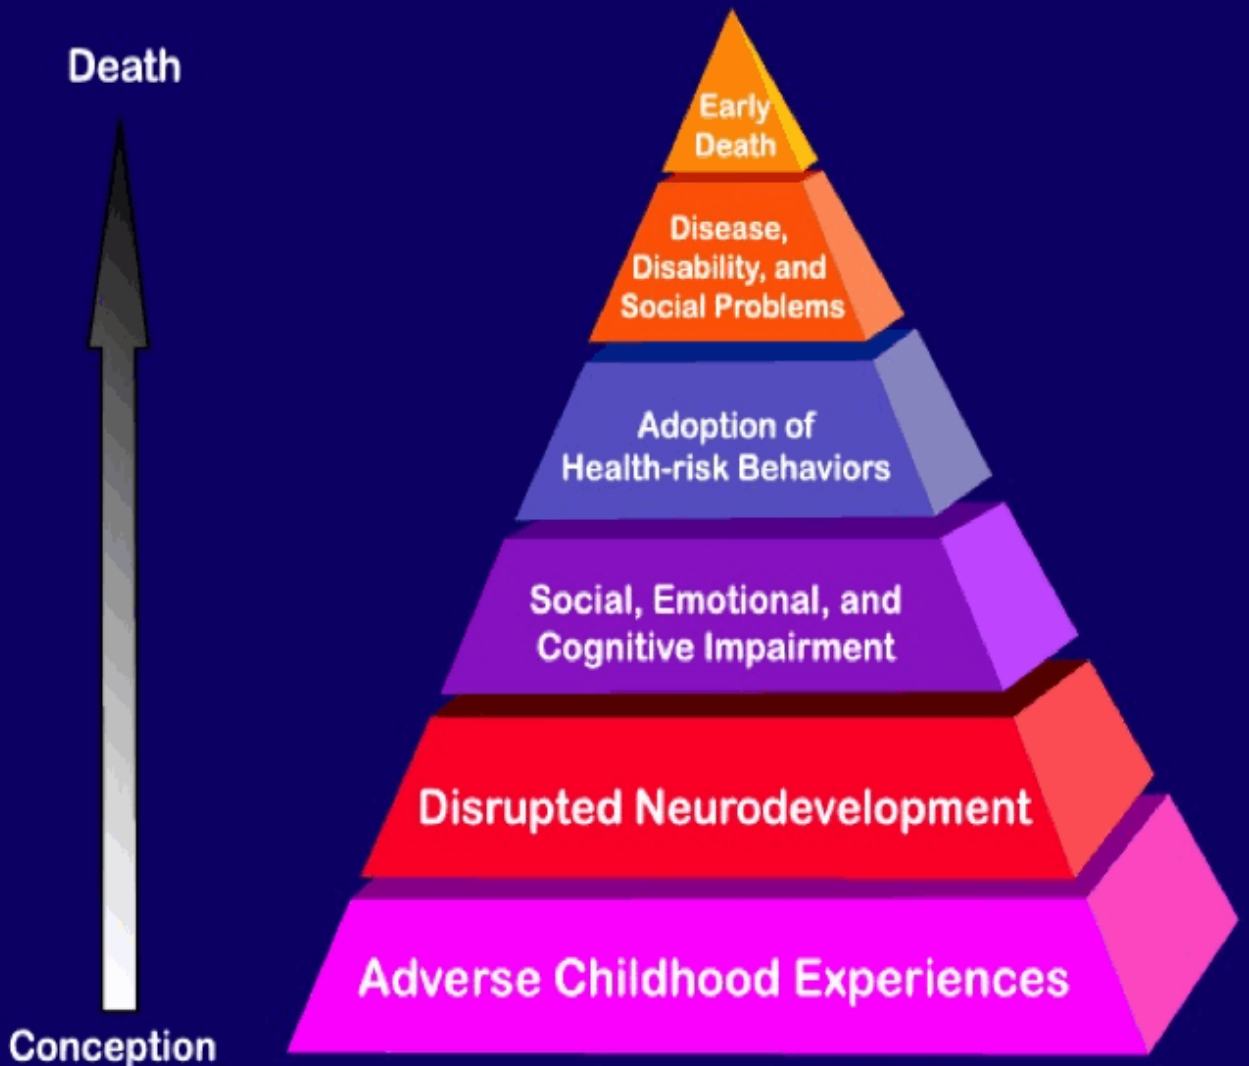 Death
Early
Death
Disease,
Disability, and
Social Problems
Adoption of
Health-risk Behaviors
Social, Emotional, and
Cognitive Impairment
Disrupted Neurodevelopment
Adverse Childhood Experiences
Conception